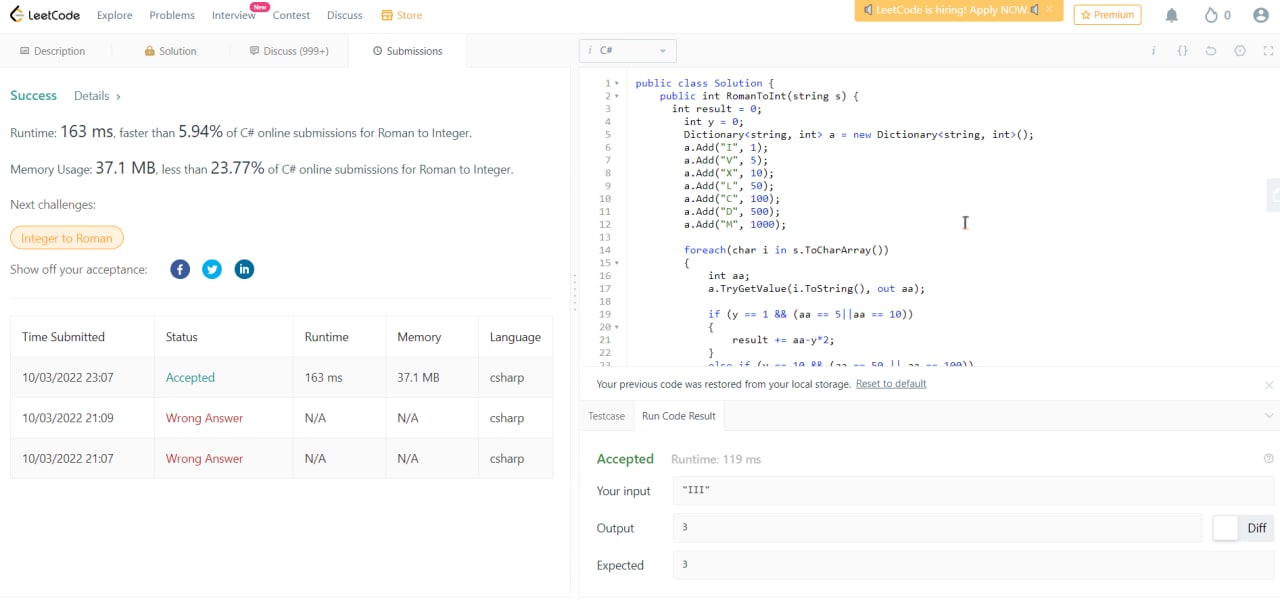 LeetCode Explore Problems Interview New Contest Discuss Store LeetCode is hiring! Apply NOW. Premium 0
Description Solution Discuss (999+) Submissions
Success Details ›
Runtime: 163 ms, faster than 5.94% of C# online submissions for Roman to Integer.
Memory Usage: 37.1 MB, less than 23.77% of C# online submissions for Roman to Integer.
Next challenges:
Integer to Roman
Show off your acceptance:
Time Submitted Status Runtime Memory Language
10/03/2022 23:07 Accepted 163 ms 37.1 MB csharp
10/03/2022 21:09 Wrong Answer N/A N/A csharp
10/03/2022 21:07 Wrong Answer N/A N/A csharp
i C#
1 public class Solution {
2 public int RomanToInt(string s) {
3 int result = 0;
4 int y = 0;
5 Dictionary<string, int> a = new Dictionary<string, int>();
6 a.Add("I", 1);
7 a.Add("V", 5);
8 a.Add("X", 10);
9 a.Add("L", 50);
10 a.Add("C", 100);
11 a.Add("D", 500);
12 a.Add("M", 1000);
13
14 foreach(char i in s.ToCharArray())
15 {
16 int aa;
17 a.TryGetValue(i.ToString(), out aa);
18
19 if (y == 1 && (aa == 5||aa == 10))
20 {
21 result += aa-y*2;
22 }
23 else if (y == 10 && (aa == 50 || aa == 100))
Your previous code was restored from your local storage. Reset to default
Testcase Run Code Result
Accepted Runtime: 119 ms
Your input "III"
Output 3 Diff
Expected 3